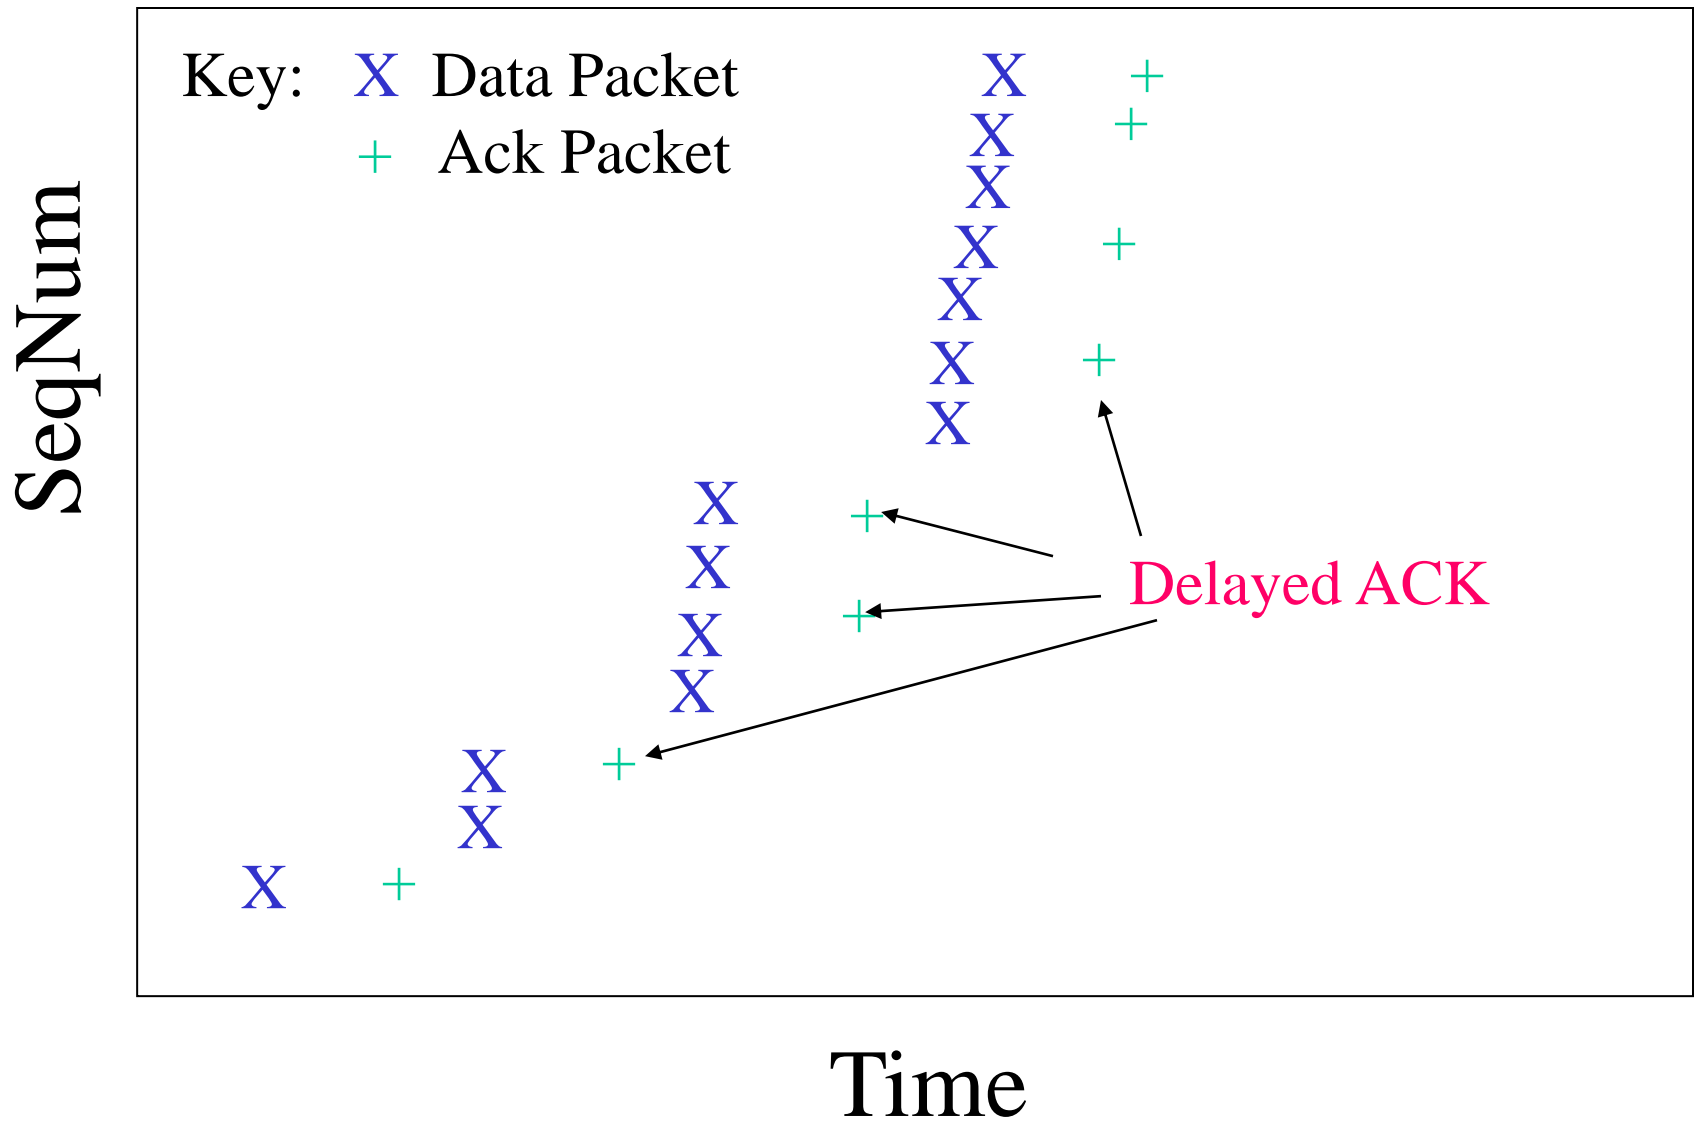 Key: X Data Packet
+ Ack Packet
SeqNum
Delayed ACK
Time